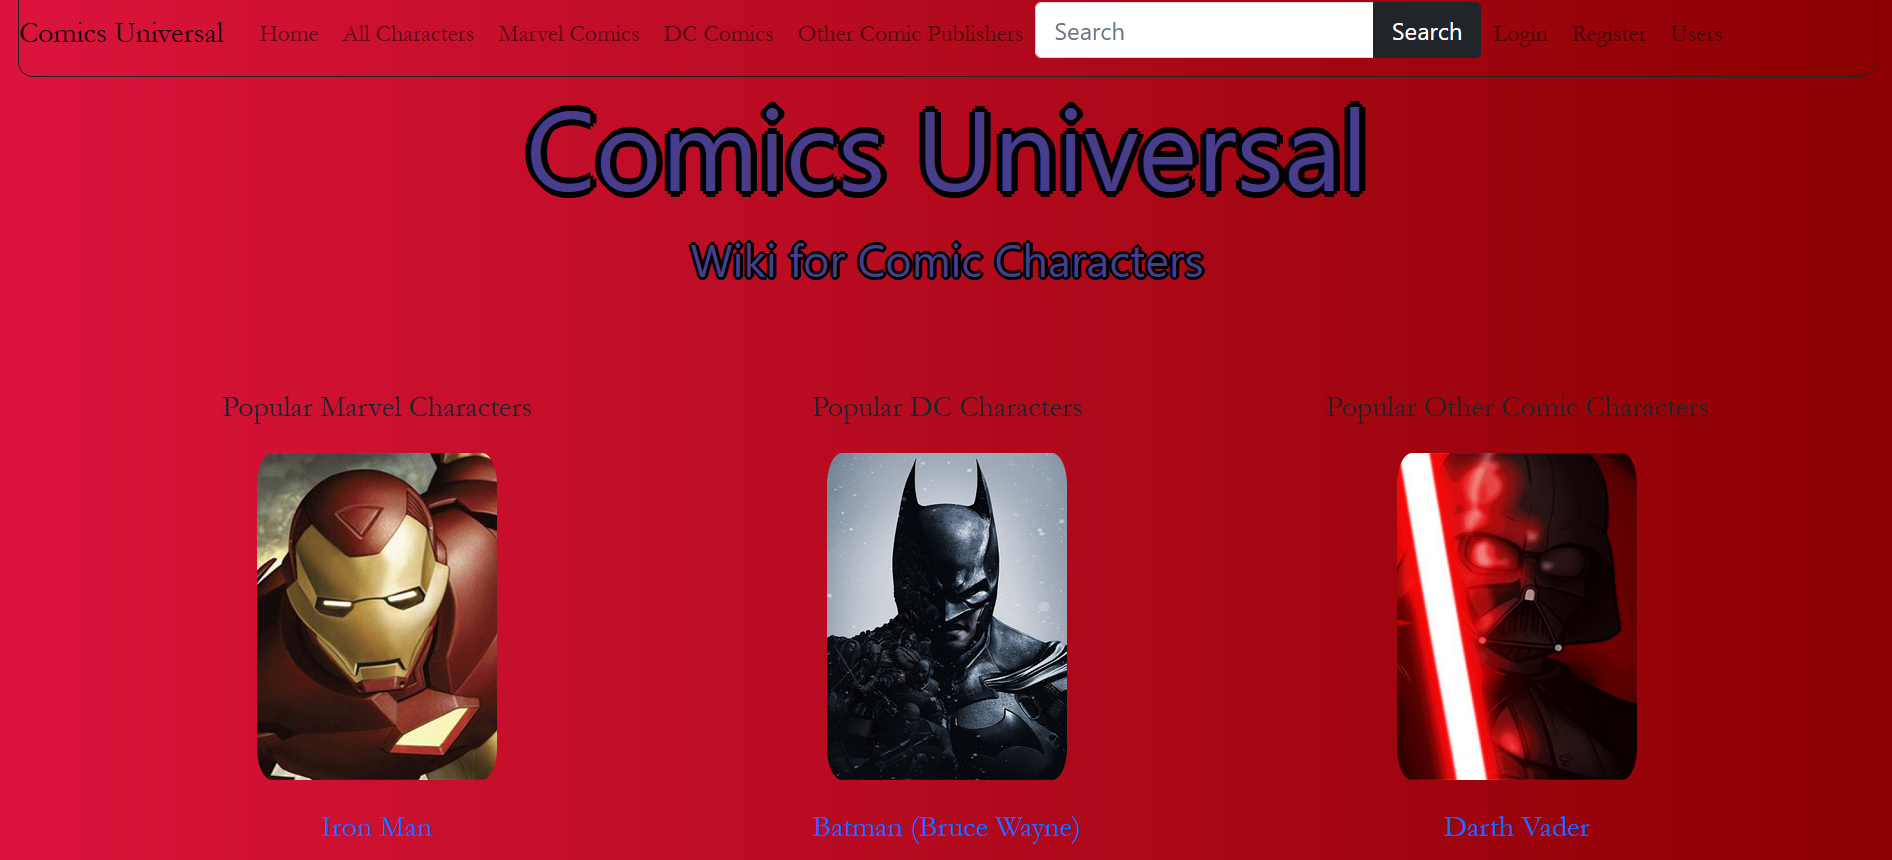 Comics Universal Home All Characters Marvel Comics DC Comics Other Comic Publishers Search Search Login Register Users
Comics Universal
Wiki for Comic Characters
Popular Marvel Characters Popular DC Characters Popular Other Comic Characters
Iron Man Batman (Bruce Wayne) Darth Vader